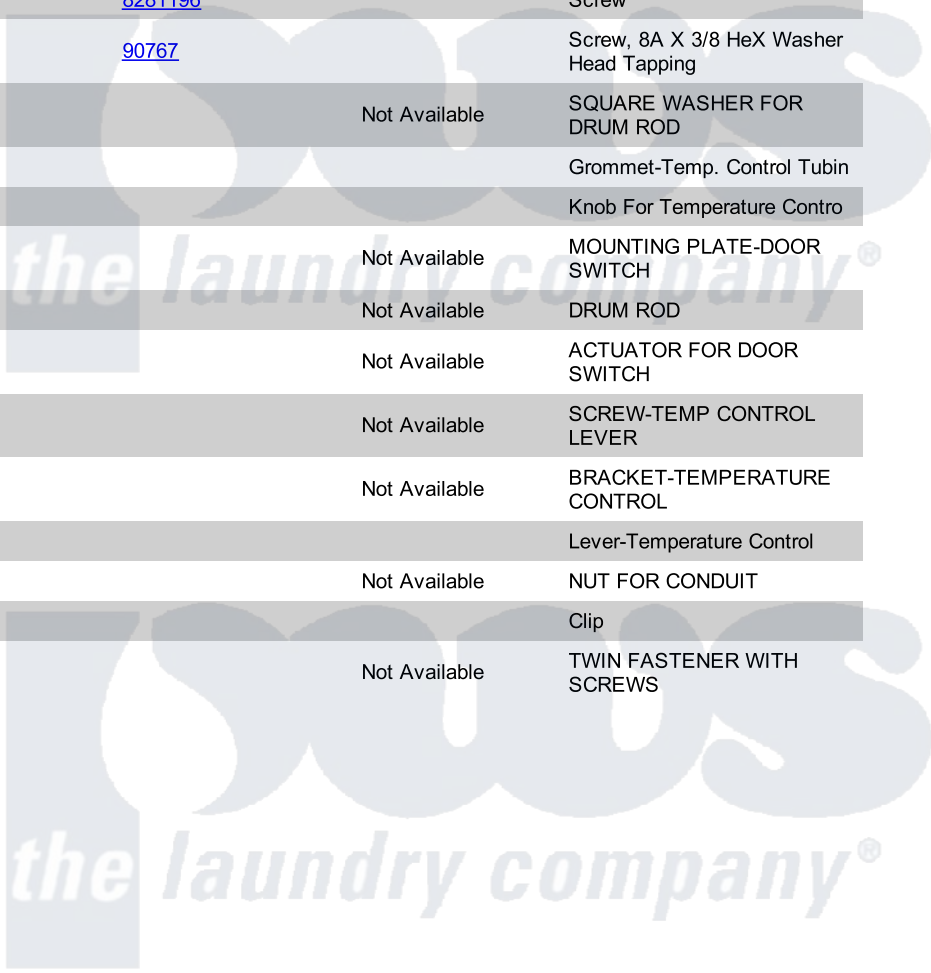 8281196 Screw
90767 Screw, 8A X 3/8 HeX Washer
Head Tapping
Not Available SQUARE WASHER FOR
DRUM ROD
Grommet-Temp. Control Tubin
Knob For Temperature Contro
Not Available MOUNTING PLATE-DOOR
SWITCH
Not Available DRUM ROD
Not Available ACTUATOR FOR DOOR
SWITCH
Not Available SCREW-TEMP CONTROL
LEVER
Not Available BRACKET-TEMPERATURE
CONTROL
Lever-Temperature Control
Not Available NUT FOR CONDUIT
Clip
Not Available TWIN FASTENER WITH
SCREWS
pws
the laundry company®
pws
the laundry company®